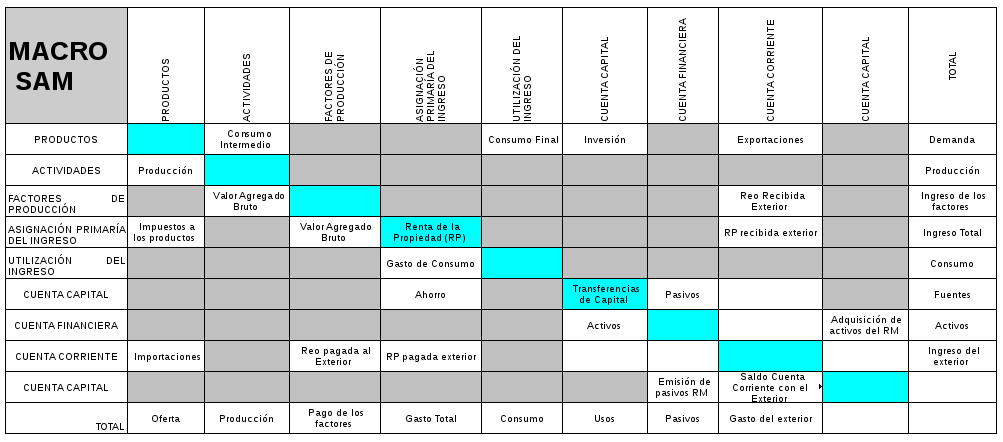 MACRO
SAM
PRODUCTOS
ACTIVIDADES
FACTORES DE
PRODUCCIÓN
ASIGNACIÓN
PRIMARÍA DEL
INGRESO
UTILIZACIÓN DEL
INGRESO
CUENTA CAPITAL
CUENTA FINANCIERA
CUENTA CORRIENTE
CUENTA CAPITAL
TOTAL
PRODUCTOS
Consumo
Intermedio
Consumo Final
Inversión
Exportaciones
Demanda
ACTIVIDADES
Producción
Producción
FACTORES DE
PRODUCCIÓN
Valor Agregado
Bruto
Reo Recibida
Exterior
Ingreso de los
factores
ASIGNACIÓN PRIMARÍA
DEL INGRESO
Impuestos a
los productos
Valor Agregado
Bruto
Renta de la
Propiedad (RP)
RP recibida exterior
Ingreso Total
UTILIZACIÓN DEL
INGRESO
Gasto de Consumo
Consumo
CUENTA CAPITAL
Ahorro
Transferencias
de Capital
Pasivos
Fuentes
CUENTA FINANCIERA
Activos
Adquisición de
activos del RM
Activos
CUENTA CORRIENTE
Importaciones
Reo pagada al
Exterior
RP pagada exterior
Ingreso del
exterior
CUENTA CAPITAL
Emisión de
pasivos RM
Saldo Cuenta
Corriente con el
Exterior
TOTAL
Oferta
Producción
Pago de los
factores
Gasto Total
Consumo
Usos
Pasivos
Gasto del exterior